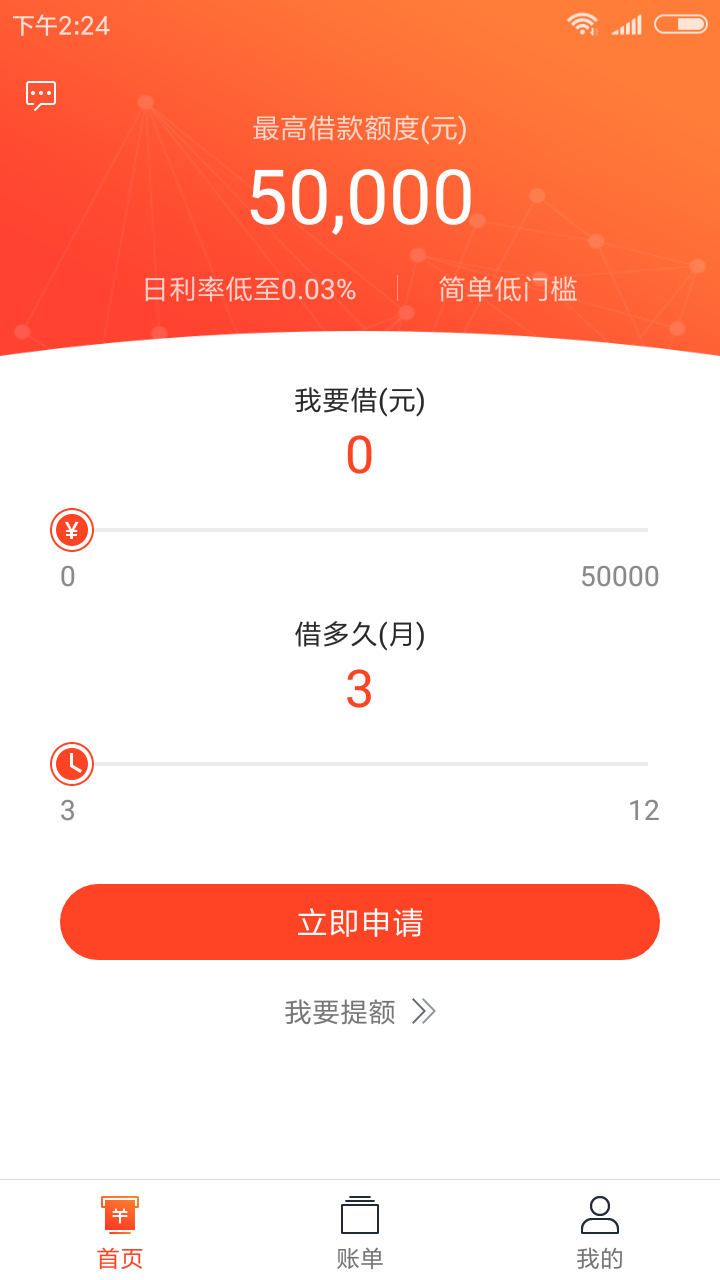 下午2:24
最高借款额度(元)
50,000
日利率低至0.03% 简单低门槛
我要借(元)
0
¥
0 50000
借多久(月)
3
3 12
立即申请
我要提额
首页 账单 我的